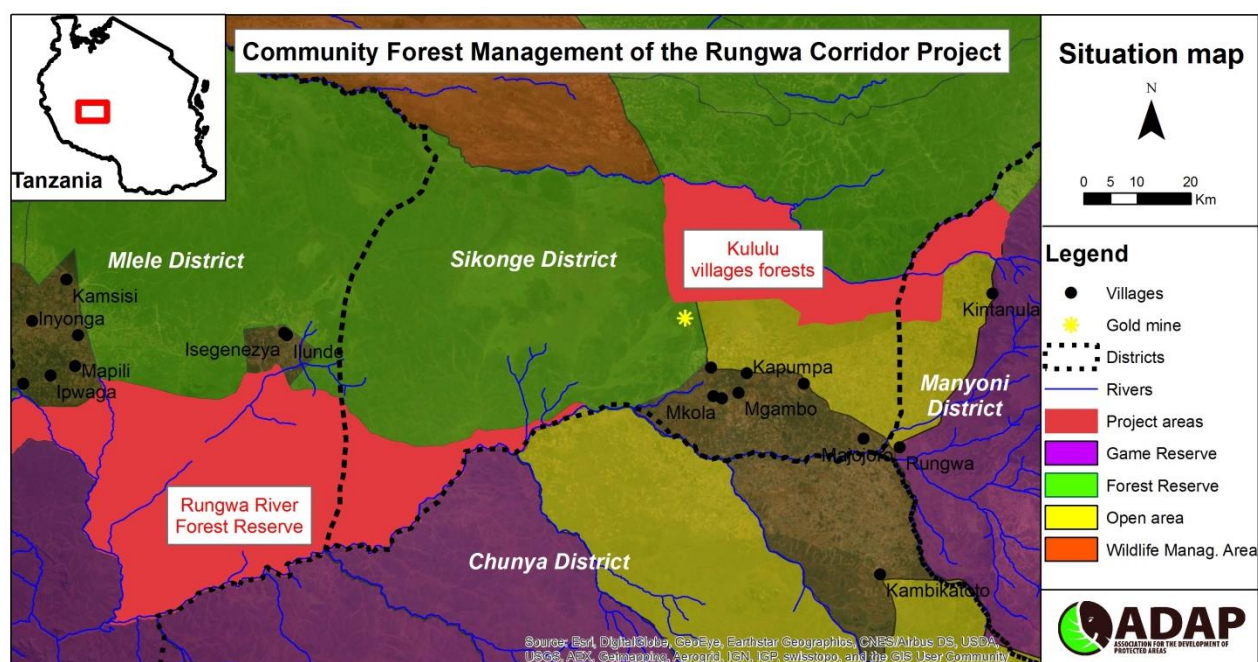 Community Forest Management of the Rungwa Corridor Project
Tanzania
Mlele District
Sikonge District
Kululu
villages forests
Kamsisi
Inyonga
Isegenezya
Ilunde
Mapili
Ipwaga
Kintanula
Kapumpa
Manyoni
District
Mkola
Mgambo
Majojoro
Rungwa
Rungwa River
Forest Reserve
Chunya District
Kambikatoto
Source: Esri, DigitalGlobe, GeoEye, Earthstar Geographics, CNES/Airbus DS, USDA,
USGS, AEX, Getmapping, Aerogrid, IGN, IGP, swisstopo, and the GIS User Community
Situation map
N
0 10 20
Km
Legend
Villages
Gold mine
Districts
Rivers
Project areas
Game Reserve
Forest Reserve
Open area
Wildlife Manag. Area
ADAP
ASSOCIATION FOR THE DEVELOPMENT OF
PROTECTED AREAS